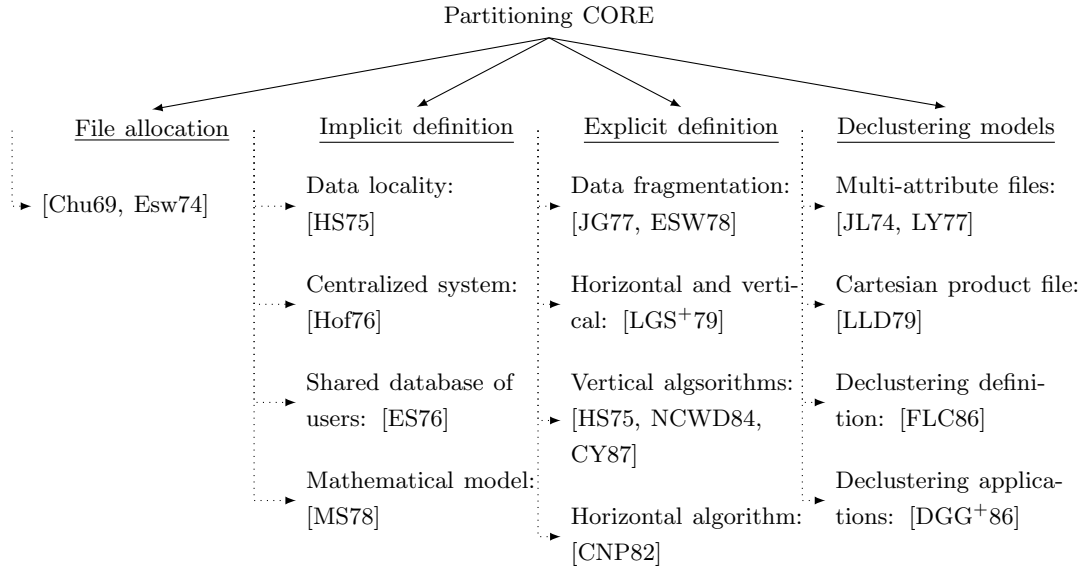 Partitioning CORE
File allocation
[Chu69, Esw74]
Implicit definition
Data locality:
[HS75]
Centralized system:
[Hof76]
Shared database of
users: [ES76]
Mathematical model:
[MS78]
Explicit definition
Data fragmentation:
[JG77, ESW78]
Horizontal and verti-
cal: [LGS+79]
Vertical algsorithms:
[HS75, NCWD84,
CY87]
Horizontal algorithm:
[CNP82]
Declustering models
Multi-attribute files:
[JL74, LY77]
Cartesian product file:
[LLD79]
Declustering defini-
tion: [FLC86]
Declustering applica-
tions: [DGG+86]